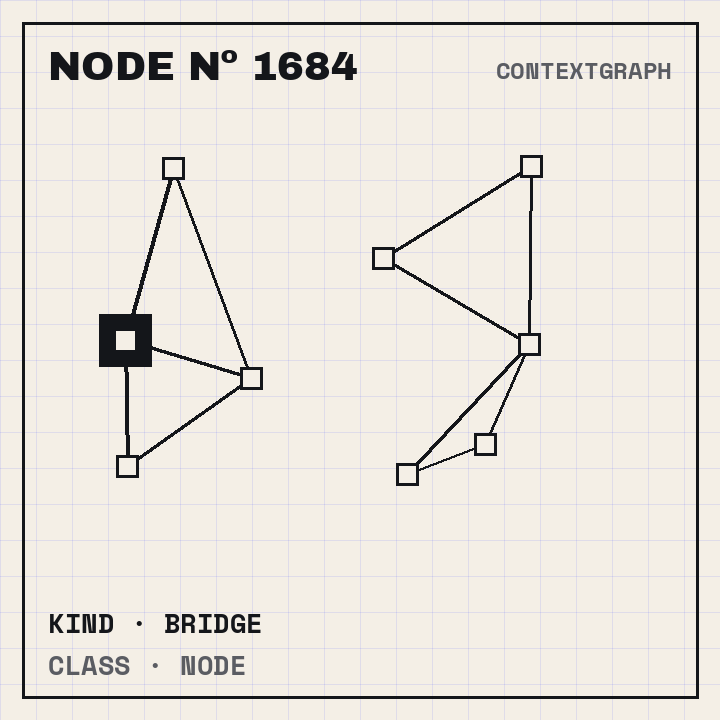 NODE Nº 1684
CONTEXTGRAPH
KIND · BRIDGE
CLASS · NODE